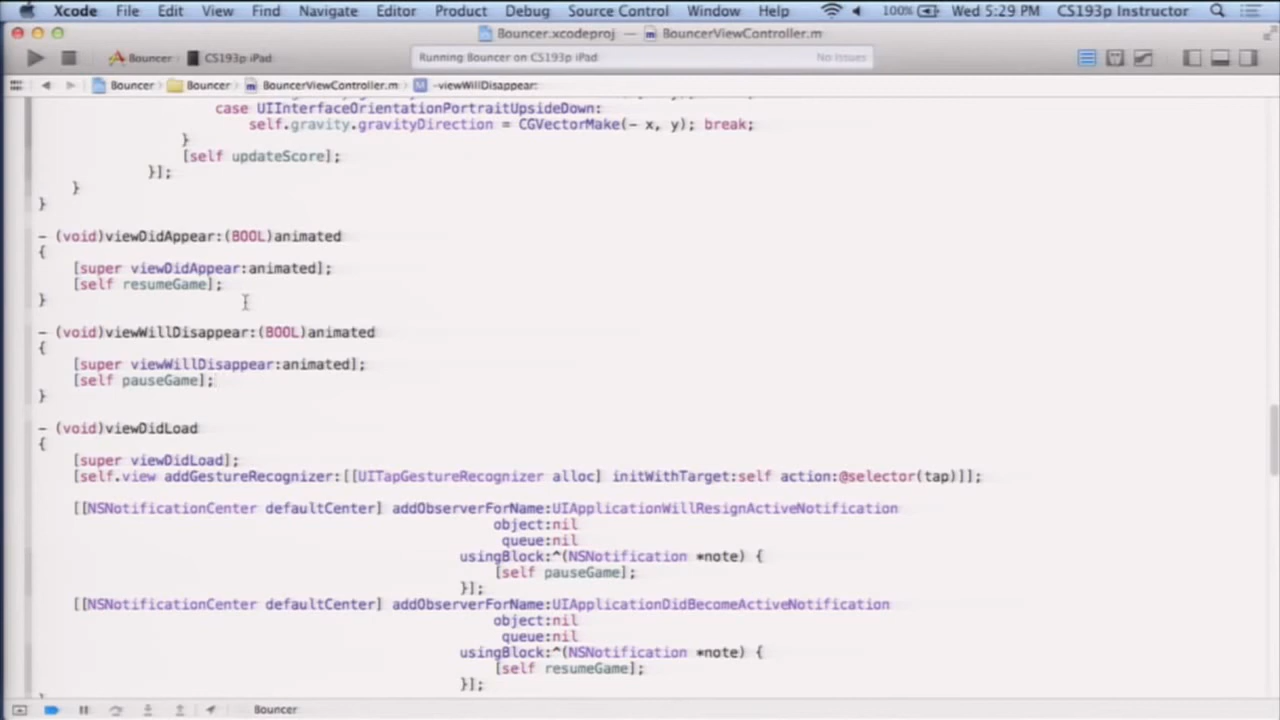 Xcode File Edit View Find Navigate Editor Product Debug Source Control Window Help 100% Wed 5:29 PM CS193p Instructor
Bouncer.xcodeproj — BouncerViewController.m
Bouncer CS193p iPad Running Bouncer on CS193p iPad No Issues
Bouncer Bouncer BouncerViewController.m M -viewWillDisappear:
case UIInterfaceOrientationPortraitUpsideDown:
self.gravity.gravityDirection = CGVectorMake(- x, y); break;
}
[self updateScore];
}];
}
}
- (void)viewDidAppear:(BOOL)animated
{
[super viewDidAppear:animated];
[self resumeGame];
}
- (void)viewWillDisappear:(BOOL)animated
{
[super viewWillDisappear:animated];
[self pauseGame];
}
- (void)viewDidLoad
{
[super viewDidLoad];
[self.view addGestureRecognizer:[[UITapGestureRecognizer alloc] initWithTarget:self action:@selector(tap)]];
[[NSNotificationCenter defaultCenter] addObserverForName:UIApplicationWillResignActiveNotification
object:nil
queue:nil
usingBlock:^(NSNotification *note) {
[self pauseGame];
}];
[[NSNotificationCenter defaultCenter] addObserverForName:UIApplicationDidBecomeActiveNotification
object:nil
queue:nil
usingBlock:^(NSNotification *note) {
[self resumeGame];
}];
Bouncer